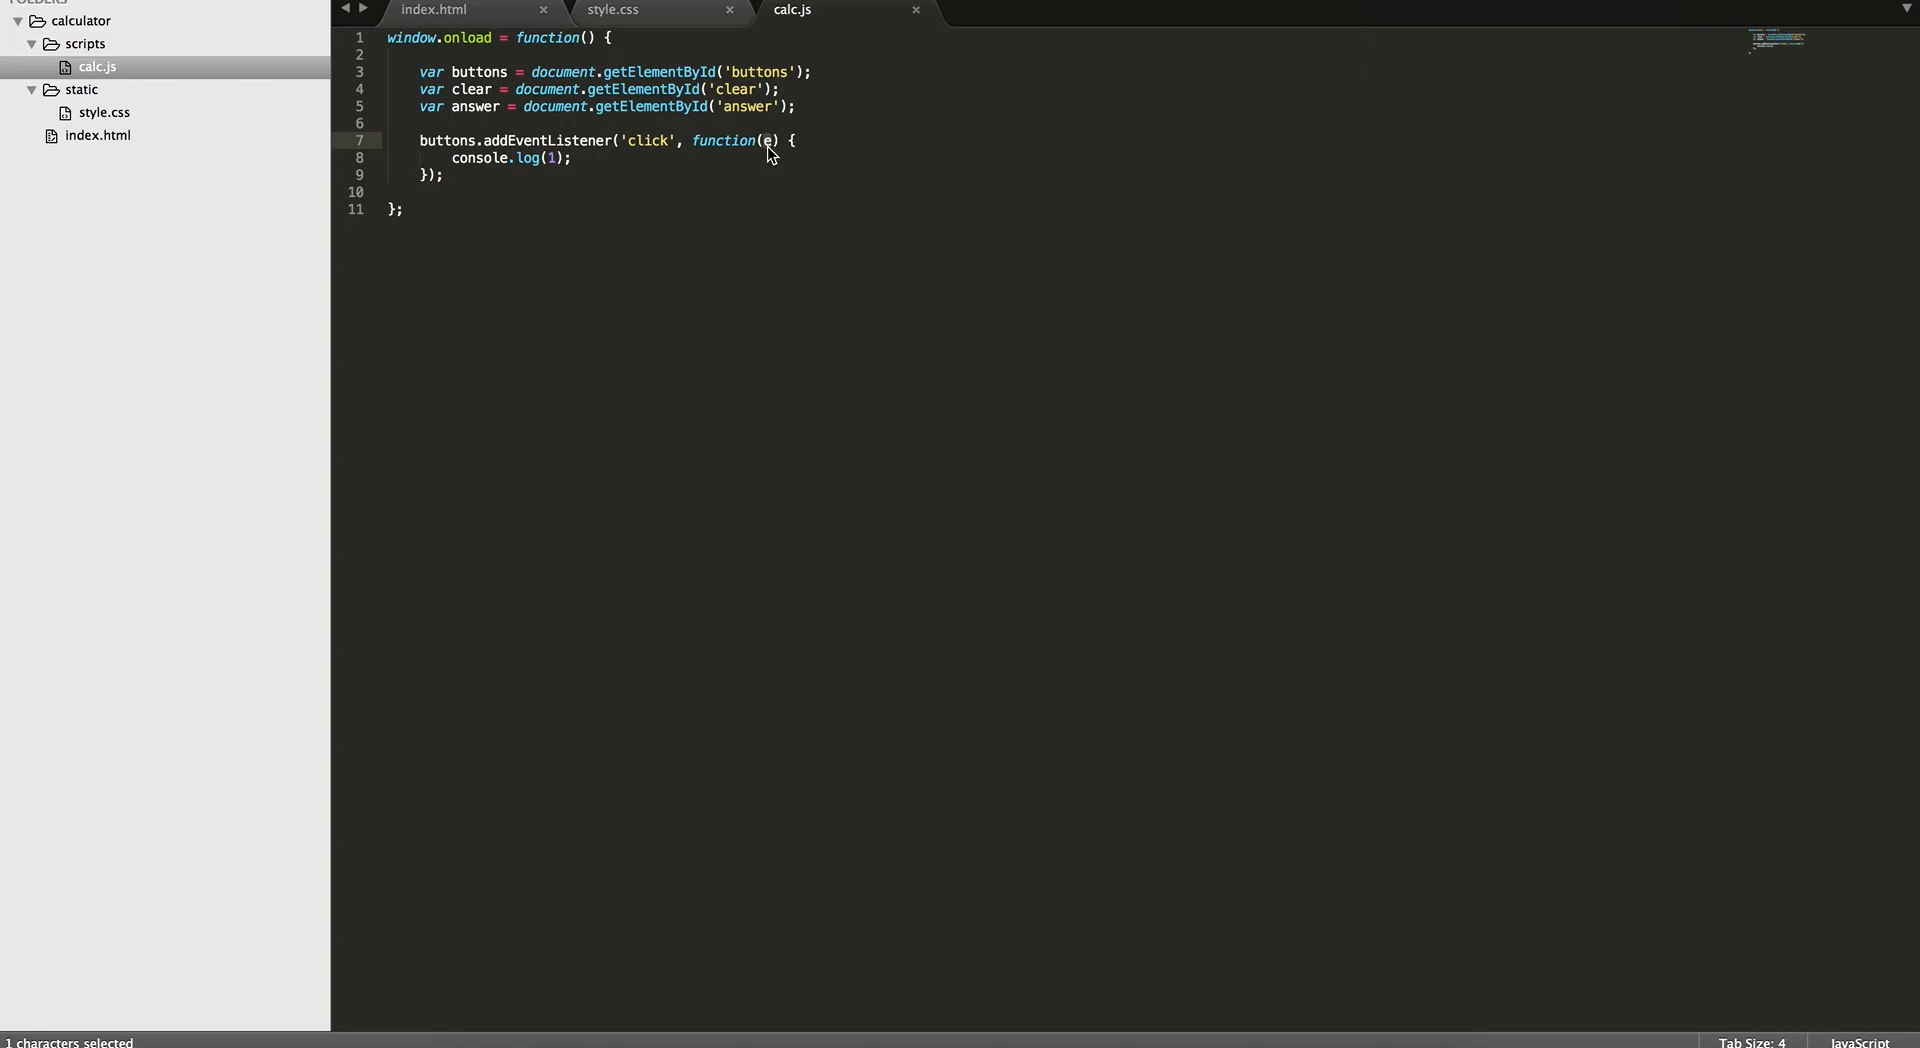 FOLDERS
calculator
scripts
calc.js
static
style.css
index.html
index.html × style.css × calc.js ×
1 window.onload = function() {
2
3 var buttons = document.getElementById('buttons');
4 var clear = document.getElementById('clear');
5 var answer = document.getElementById('answer');
6
7 buttons.addEventListener('click', function(e) {
8 console.log(1);
9 });
10
11 };
1 characters selected
Tab Size: 4
JavaScript